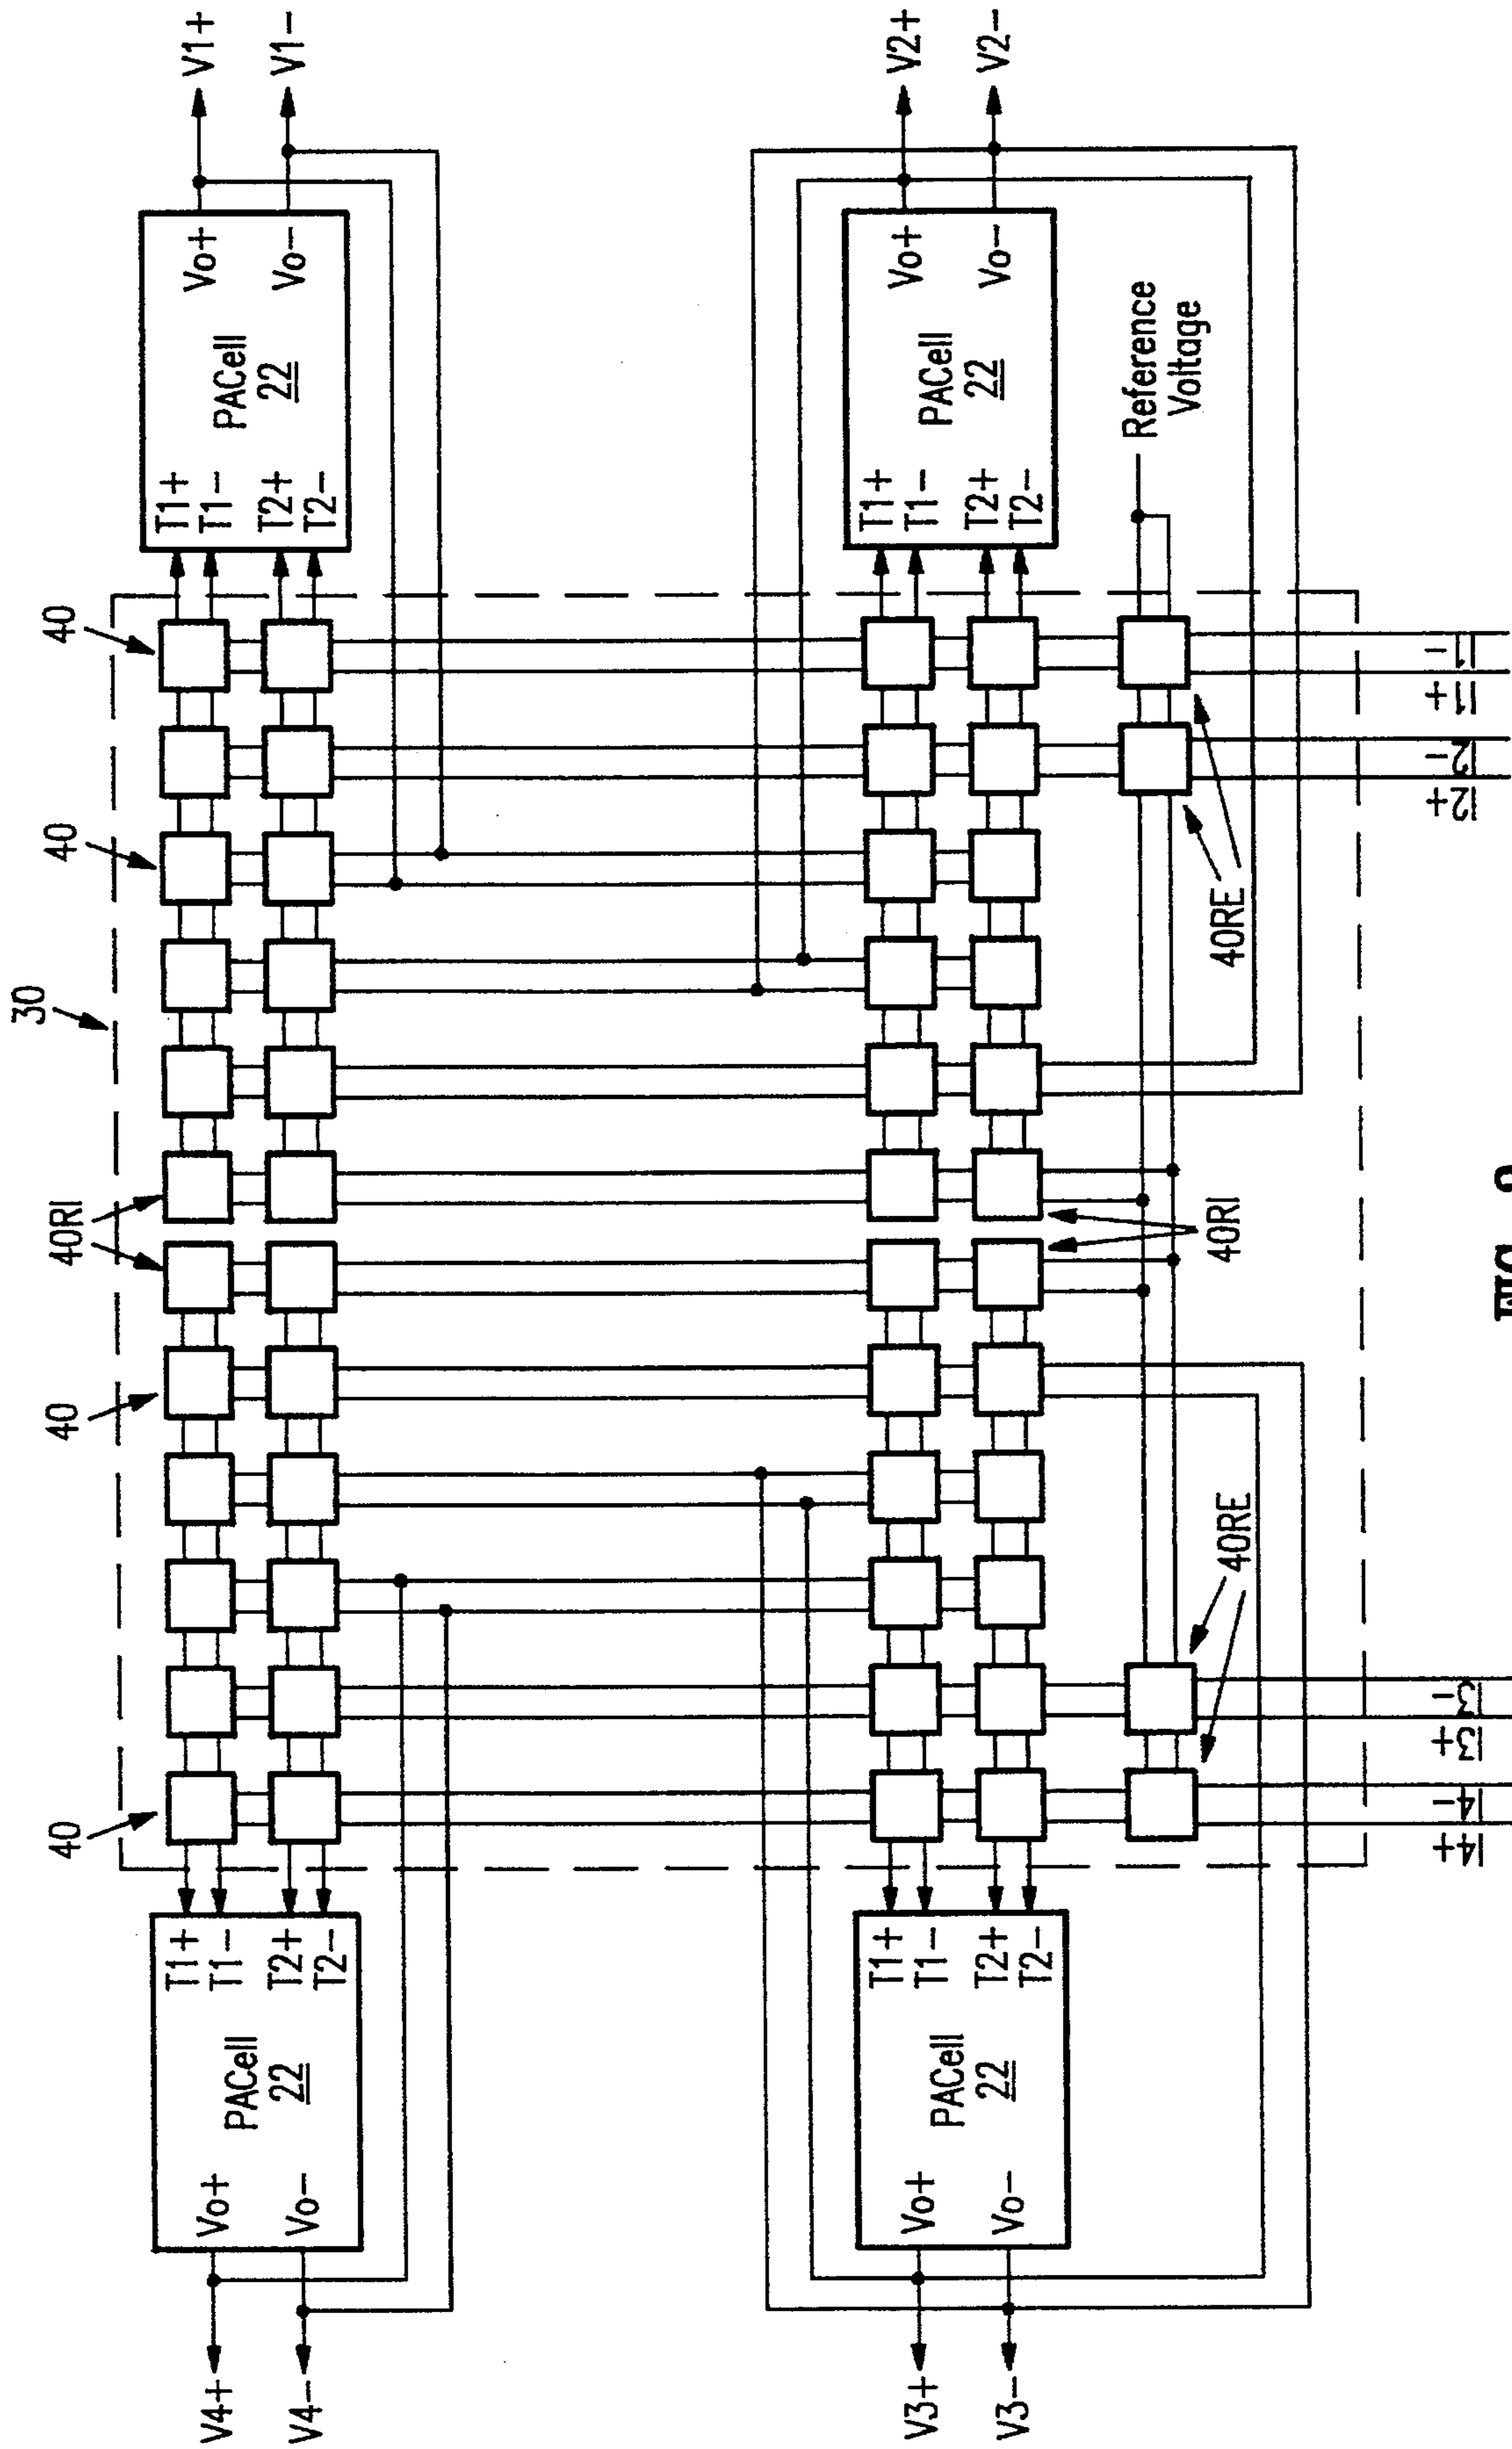 30
40
40
40RI
40
40
V4+
V4-
Vo+
Vo-
PACell
22
T1+
T1-
T2+
T2-
T1+
T1-
T2+
T2-
PACell
22
Vo+
Vo-
V1+
V1-
V3+
V3-
Vo+
Vo-
PACell
22
T1+
T1-
T2+
T2-
T1+
T1-
T2+
T2-
PACell
22
Vo+
Vo-
V2+
V2-
40RE
40RI
40RE
Reference
Voltage
I4+
I4-
I3+
I3-
I2+
I2-
I1+
I1-
FIG.